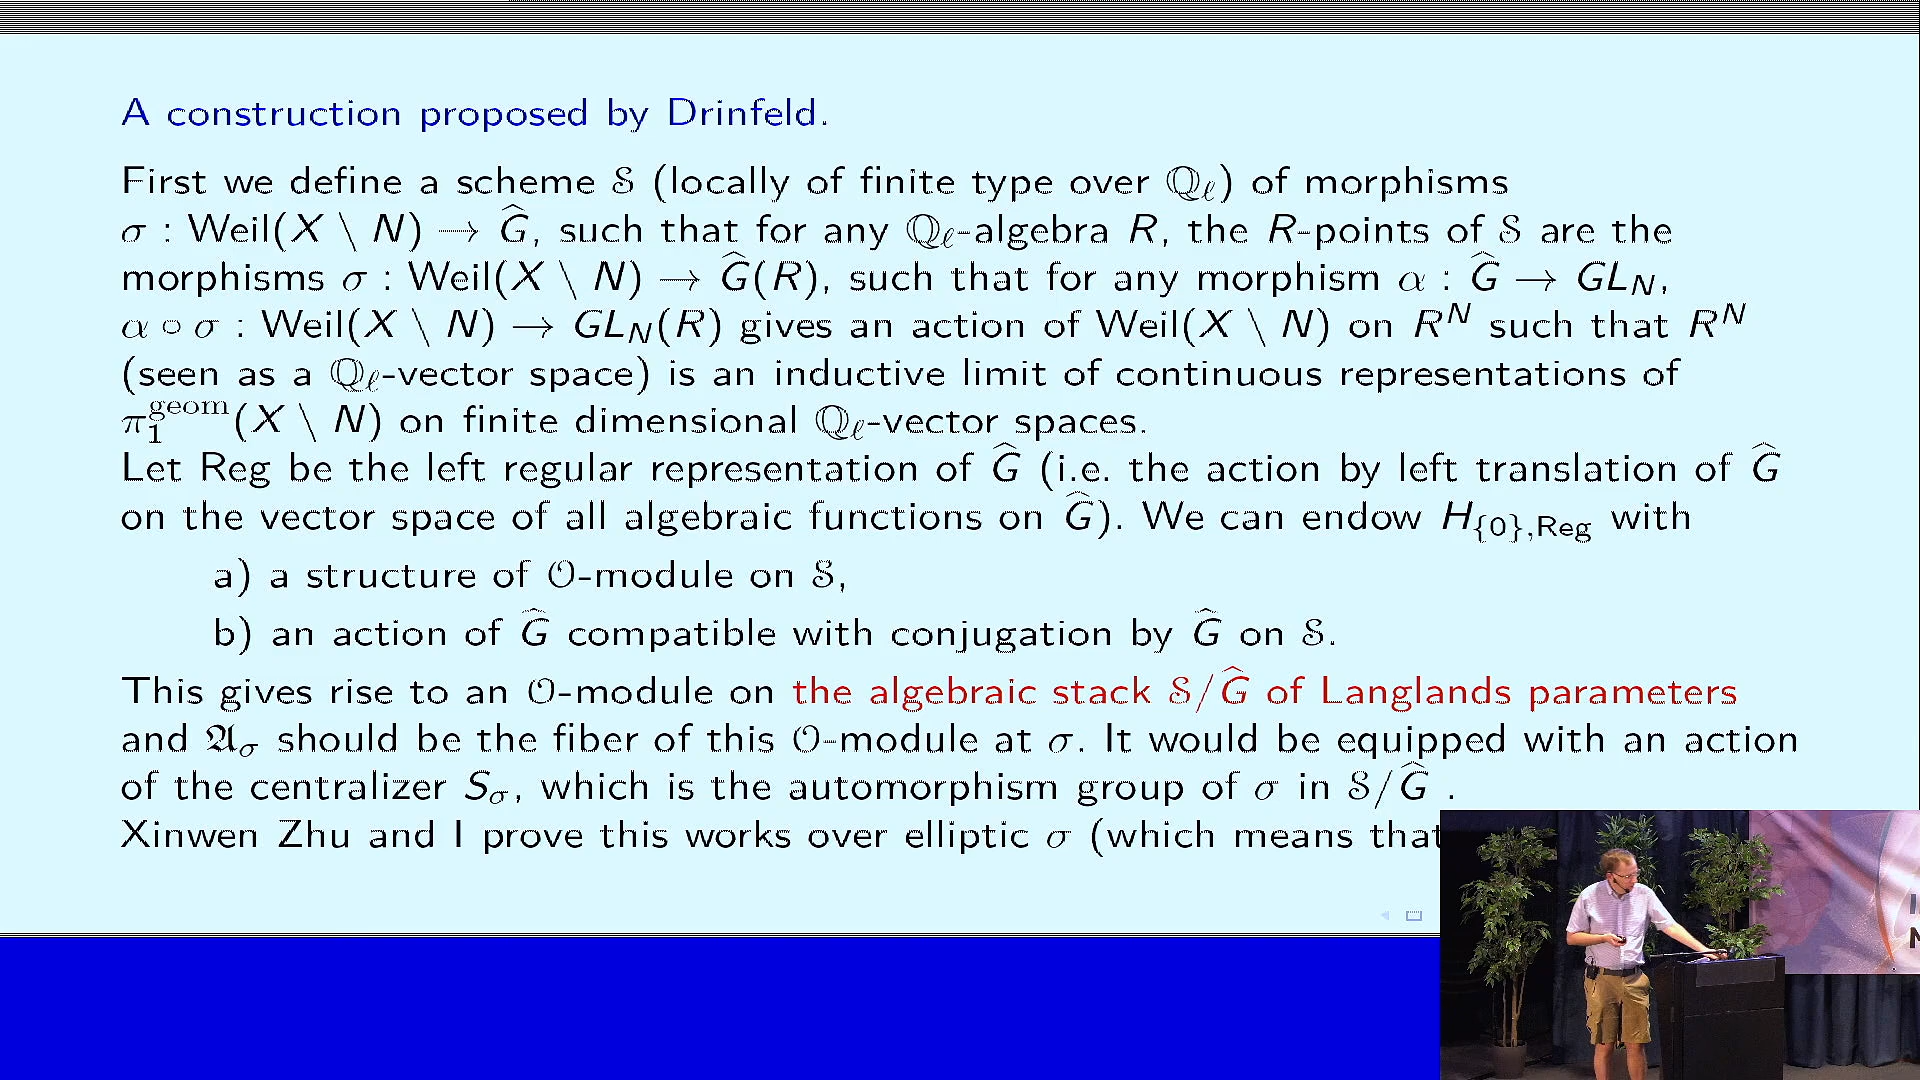 A construction proposed by Drinfeld.
First we define a scheme 𝒮 (locally of finite type over ℚ_ℓ) of morphisms
σ : Weil(X ∖ N) → Ĝ, such that for any ℚ_ℓ-algebra R, the R-points of 𝒮 are the
morphisms σ : Weil(X ∖ N) → Ĝ(R), such that for any morphism α : Ĝ → GL_N,
α ∘ σ : Weil(X ∖ N) → GL_N(R) gives an action of Weil(X ∖ N) on R^N such that R^N
(seen as a ℚ_ℓ-vector space) is an inductive limit of continuous representations of
π_1^geom(X ∖ N) on finite dimensional ℚ_ℓ-vector spaces.
Let Reg be the left regular representation of Ĝ (i.e. the action by left translation of Ĝ
on the vector space of all algebraic functions on Ĝ). We can endow H_{{0},Reg} with
a) a structure of 𝒪-module on 𝒮,
b) an action of Ĝ compatible with conjugation by Ĝ on 𝒮.
This gives rise to an 𝒪-module on the algebraic stack 𝒮/Ĝ of Langlands parameters
and 𝔄_σ should be the fiber of this 𝒪-module at σ. It would be equipped with an action
of the centralizer S_σ, which is the automorphism group of σ in 𝒮/Ĝ .
Xinwen Zhu and I prove this works over elliptic σ (which means